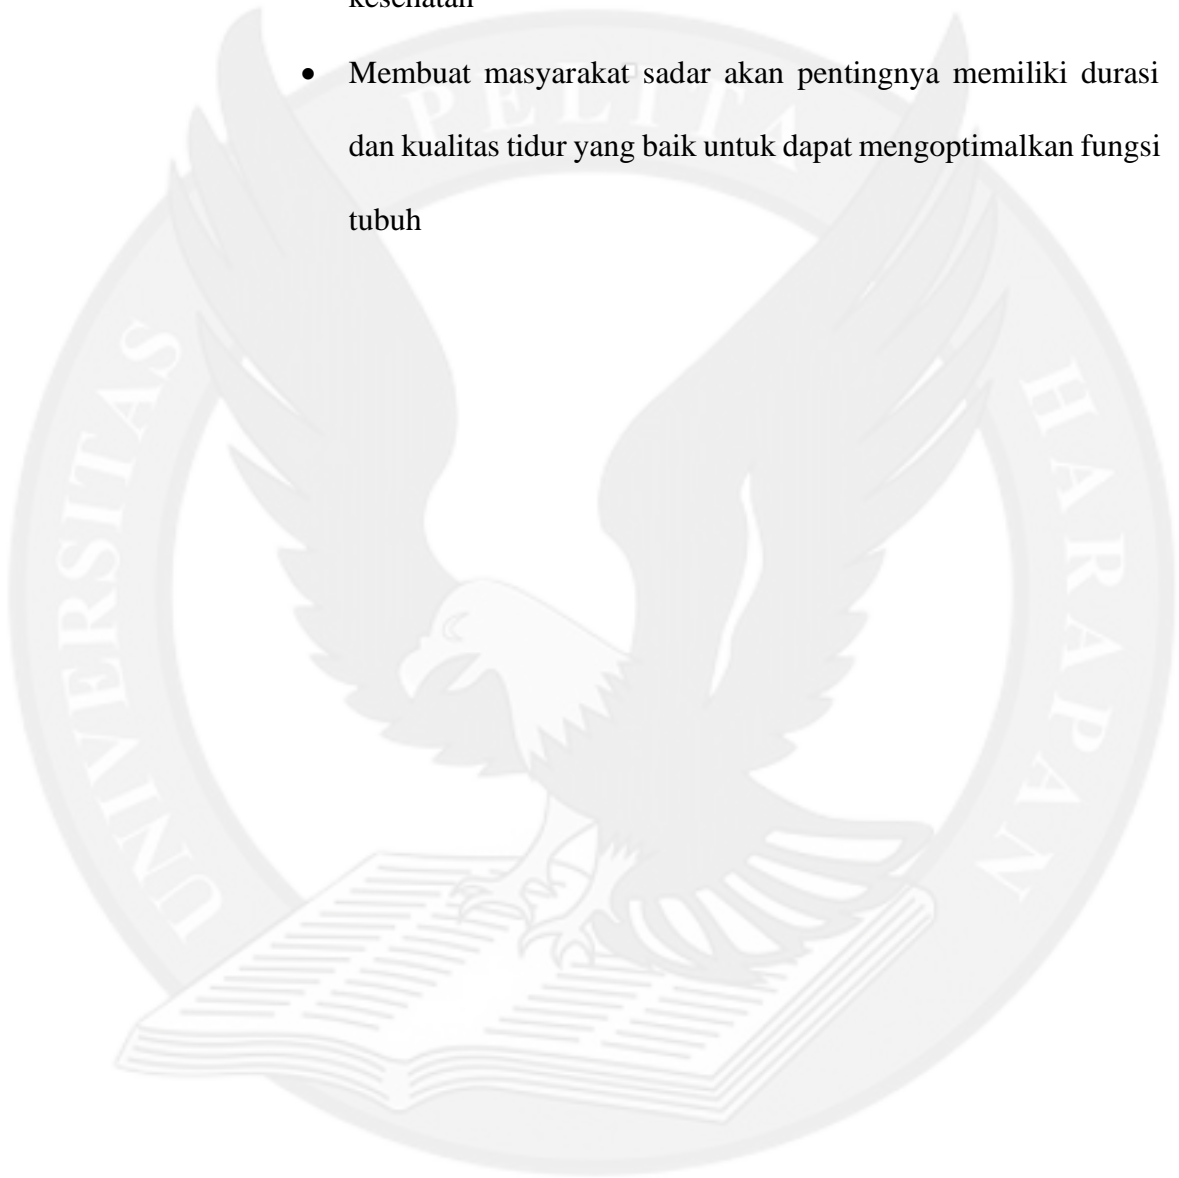 kesehatan
• Membuat masyarakat sadar akan pentingnya memiliki durasi
dan kualitas tidur yang baik untuk dapat mengoptimalkan fungsi
tubuh
UNIVERSITAS PELITA HARAPAN